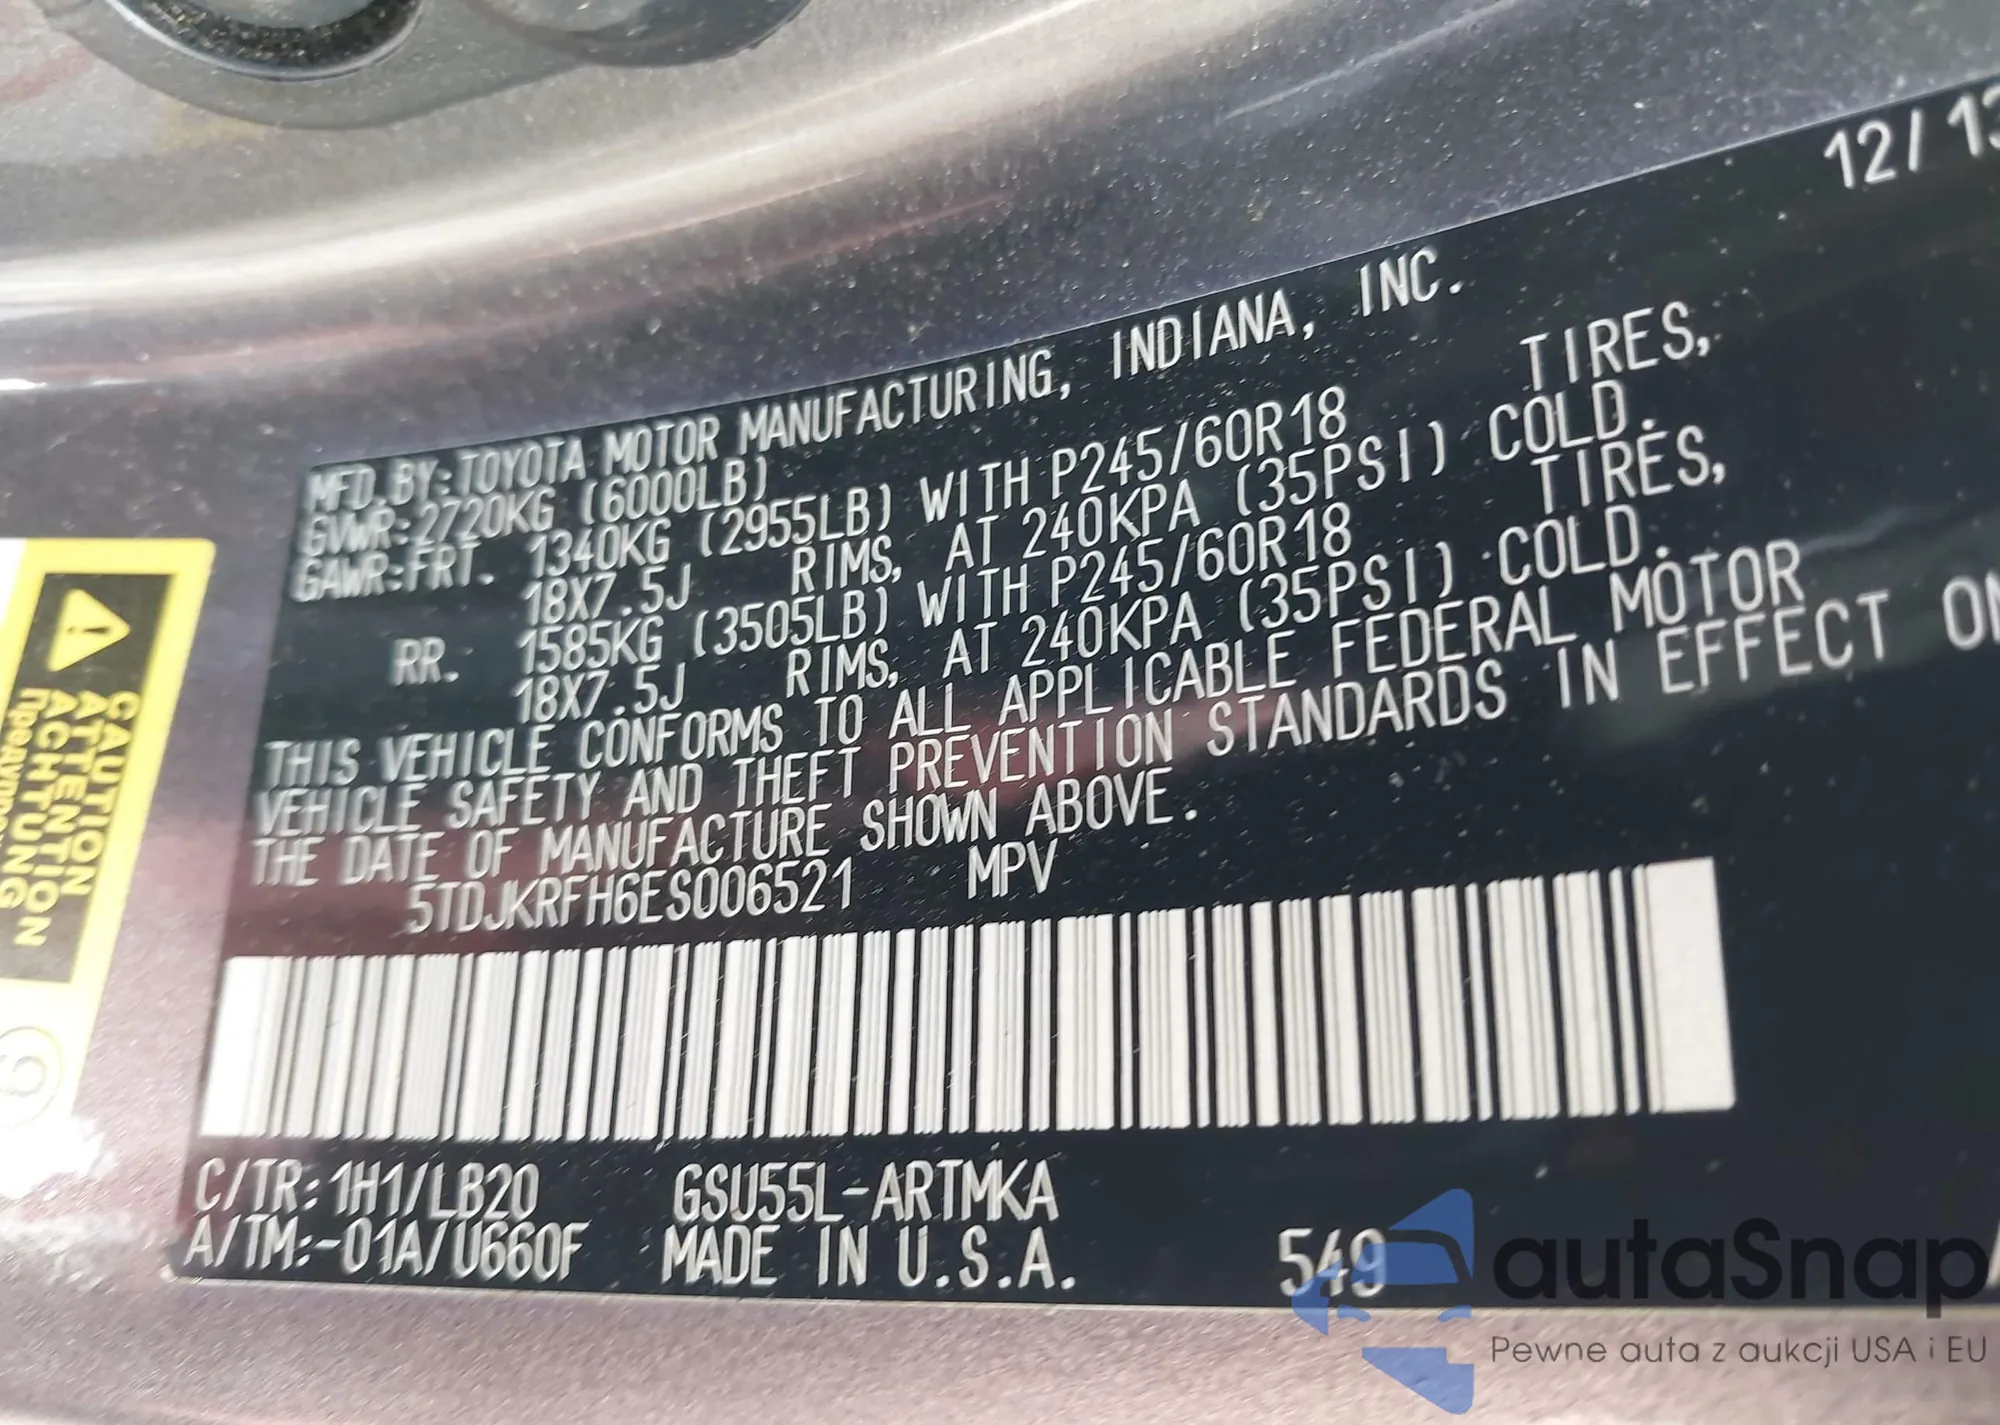 12/13
MFD.BY:TOYOTA MOTOR MANUFACTURING, INDIANA, INC.
GVWR:2720KG (6000LB)
GAWR:FRT. 1340KG (2955LB) WITH P245/60R18 TIRES,
18X7.5J RIMS, AT 240KPA (35PSI) COLD.
RR. 1585KG (3505LB) WITH P245/60R18 TIRES,
18X7.5J RIMS, AT 240KPA (35PSI) COLD.
THIS VEHICLE CONFORMS TO ALL APPLICABLE FEDERAL MOTOR
VEHICLE SAFETY AND THEFT PREVENTION STANDARDS IN EFFECT ON
THE DATE OF MANUFACTURE SHOWN ABOVE.
5TDJKRFH6ES006521 MPV
C/TR:1H1/LB20 GSU55L-ARTMKA
A/TM:-01A/U660F MADE IN U.S.A. 549
CAUTION
ATTENTION
ACHTUNG
autaSnap
Pewne auta z aukcji USA i EU